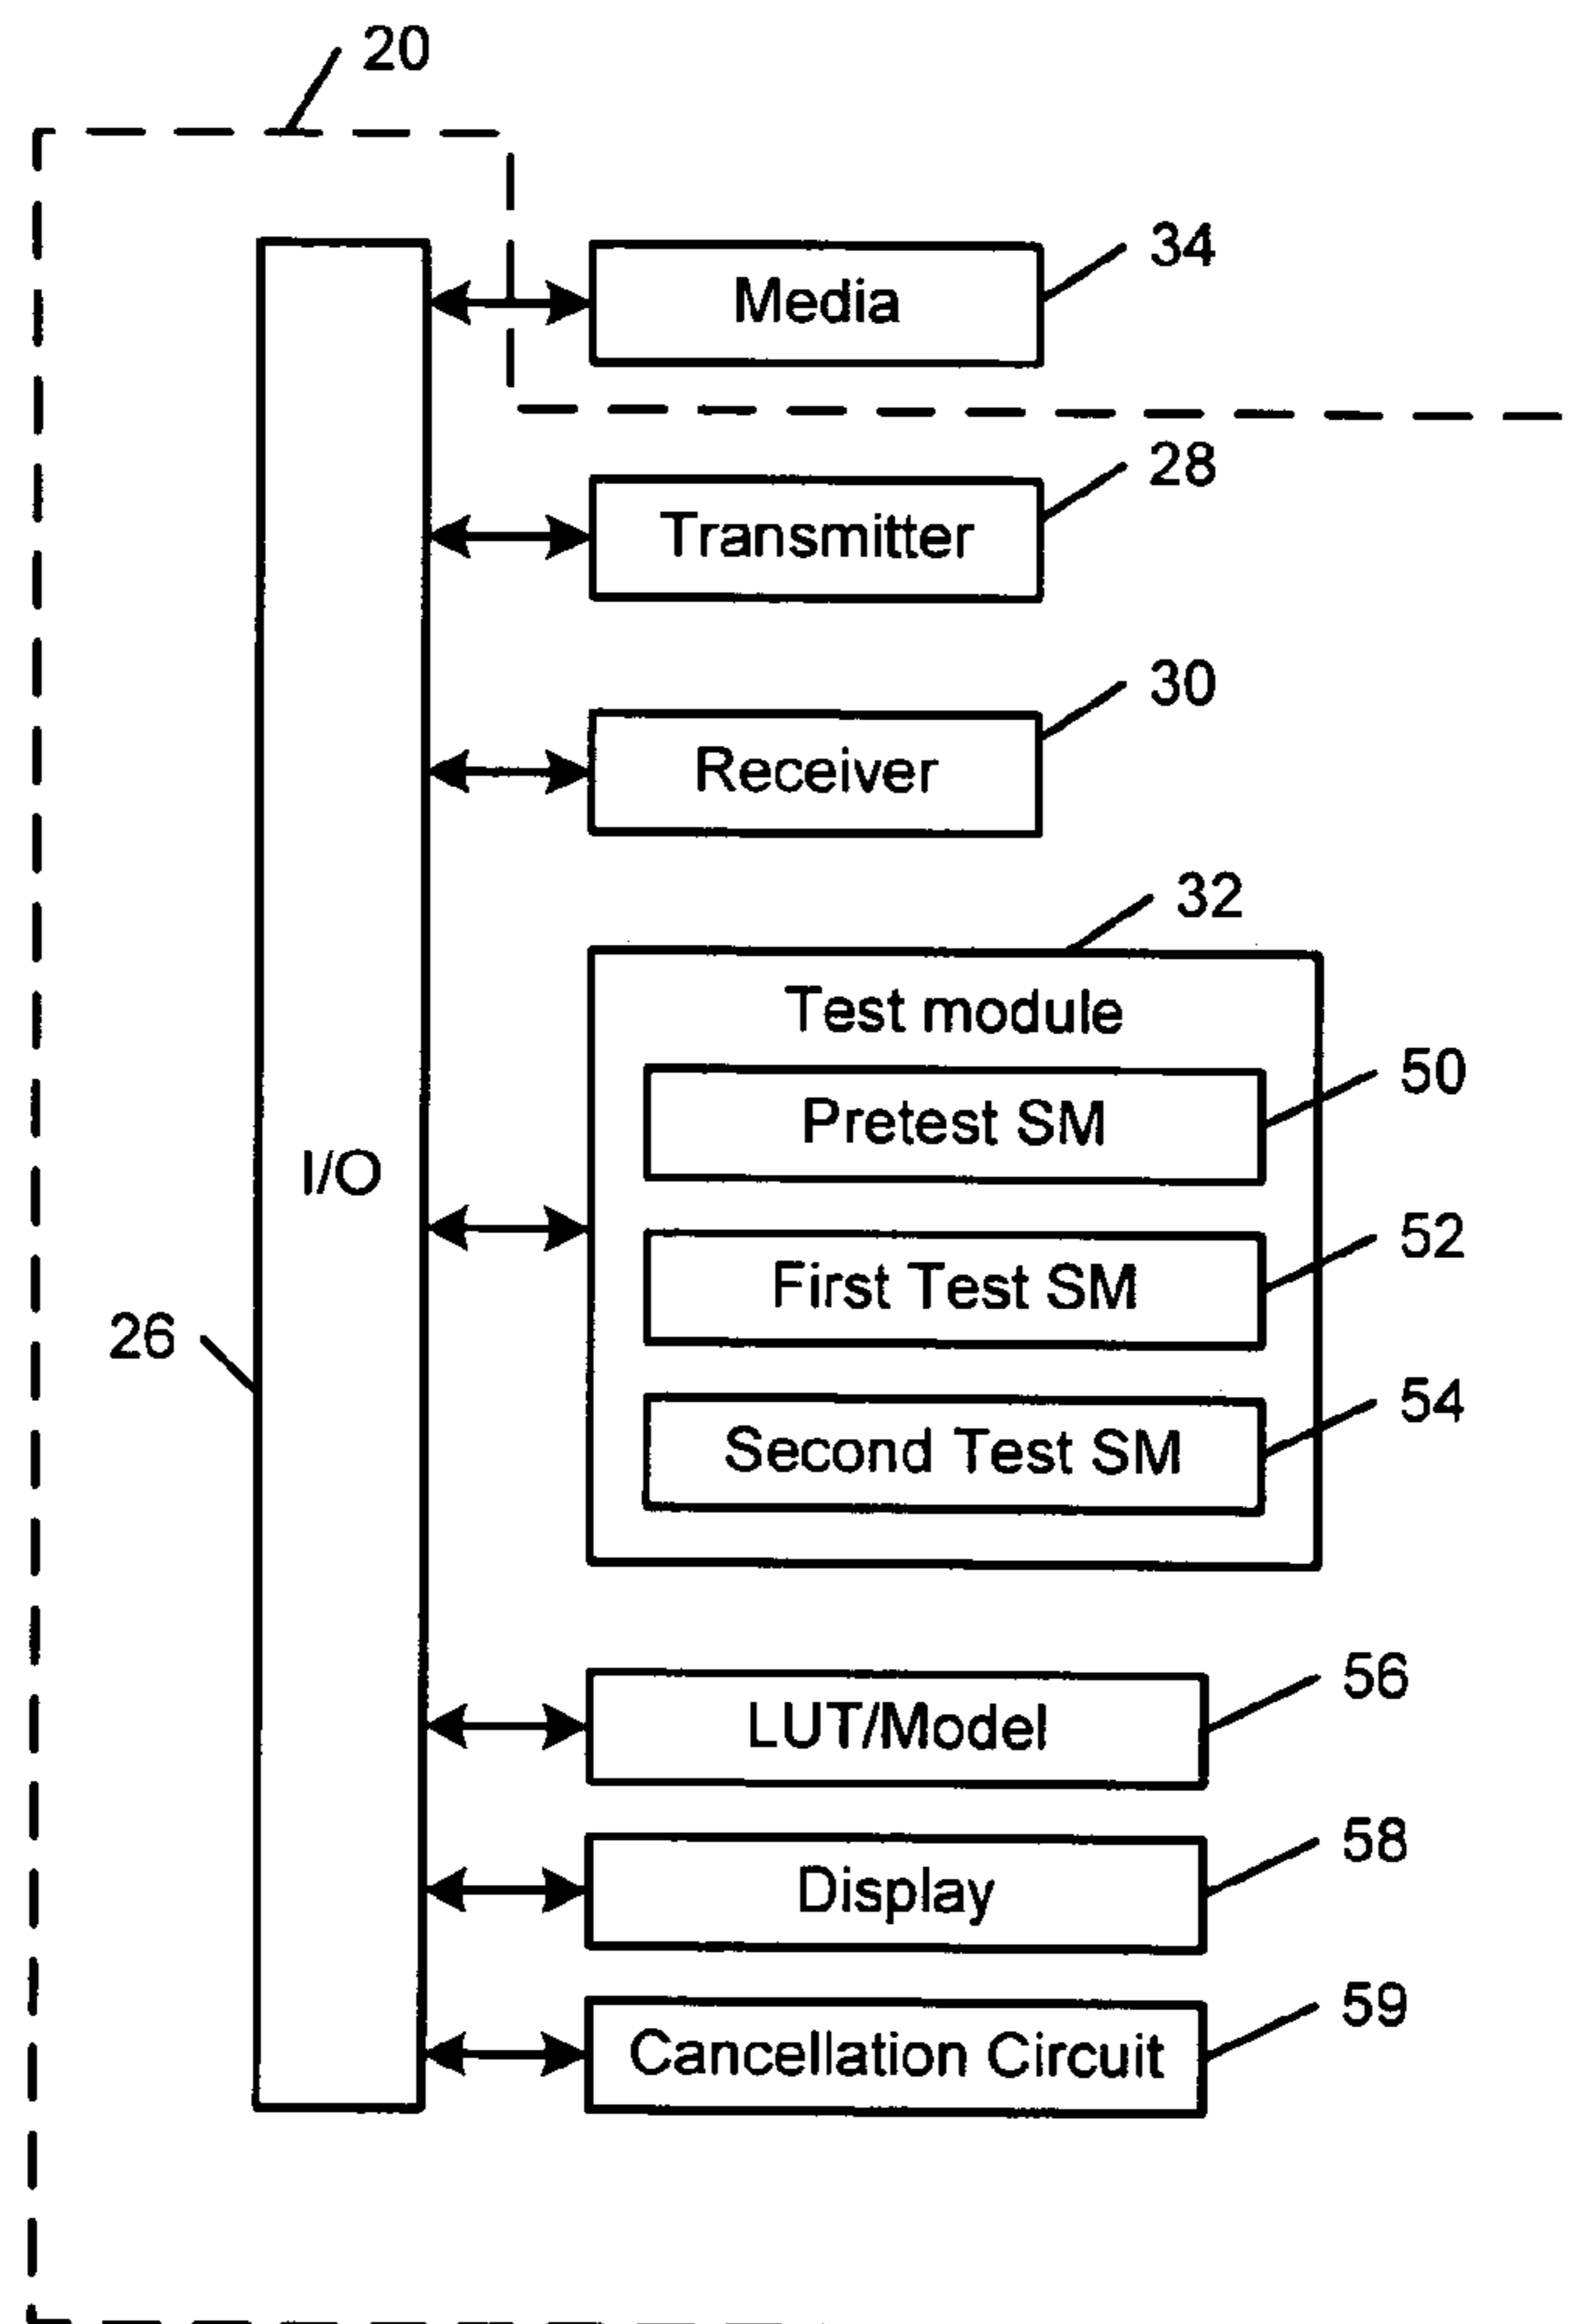 20
34
Media
28
Transmitter
30
Receiver
32
Test module
50
Pretest SM
I/O
52
First Test SM
26
54
Second Test SM
56
LUT/Model
58
Display
59
Cancellation Circuit